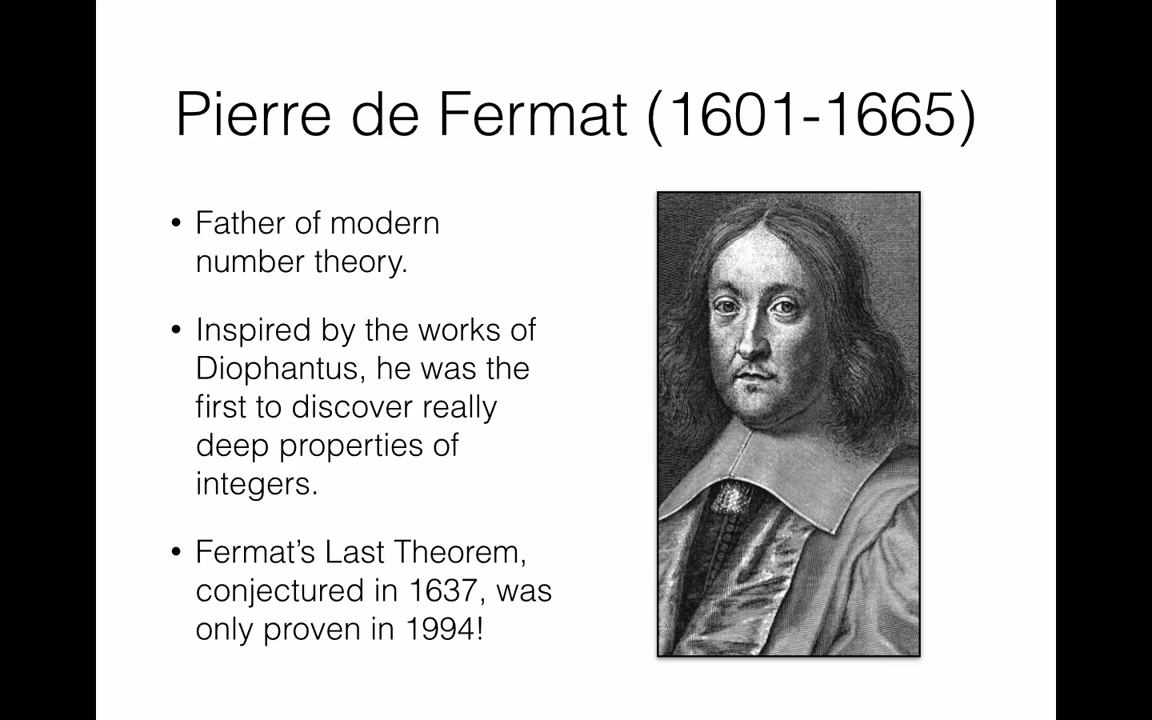 Pierre de Fermat (1601-1665)
• Father of modern
number theory.
• Inspired by the works of
Diophantus, he was the
first to discover really
deep properties of
integers.
• Fermat’s Last Theorem,
conjectured in 1637, was
only proven in 1994!